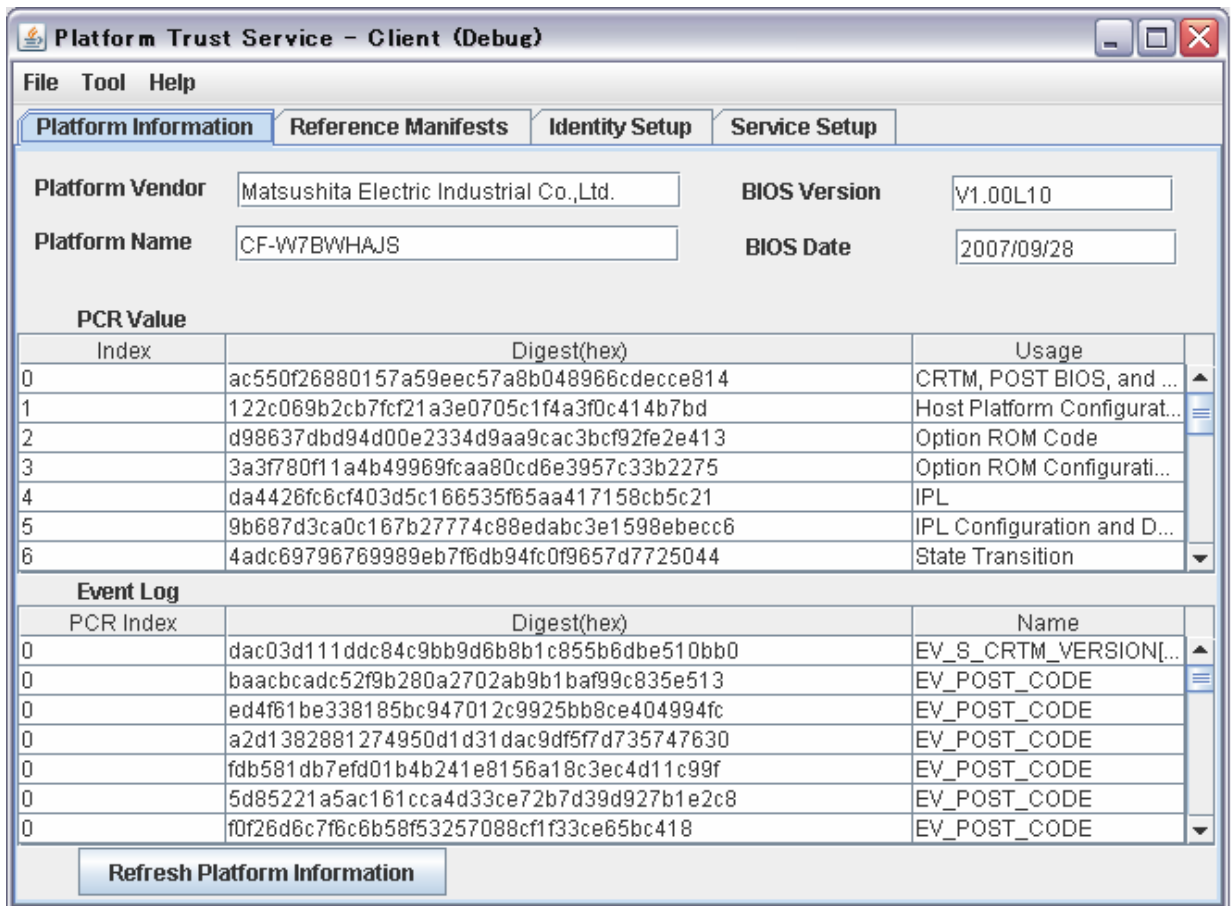 Platform Trust Service - Client (Debug)
File Tool Help
Platform Information Reference Manifests Identity Setup Service Setup
Platform Vendor Matsushita Electric Industrial Co.,Ltd. BIOS Version V1.00L10
Platform Name CF-W7BWHAJS BIOS Date 2007/09/28
PCR Value
Index Digest(hex) Usage
0 ac550f26880157a59eec57a8b048966cdecce814 CRTM, POST BIOS, and ...
1 122c069b2cb7fcf21a3e0705c1f4a3f0c414b7bd Host Platform Configurat...
2 d98637dbd94d00e2334d9aa9cac3bcf92fe2e413 Option ROM Code
3 3a3f780f11a4b49969fcaa80cd6e3957c33b2275 Option ROM Configurati...
4 da4426fc6cf403d5c166535f65aa417158cb5c21 IPL
5 9b687d3ca0c167b27774c88edabc3e1598ebecc6 IPL Configuration and D...
6 4adc69796769989eb7f6db94fc0f9657d7725044 State Transition
Event Log
PCR Index Digest(hex) Name
0 dac03d111ddc84c9bb9d6b8b1c855b6dbe510bb0 EV_S_CRTM_VERSION[...
0 baacbcadc52f9b280a2702ab9b1baf99c835e513 EV_POST_CODE
0 ed4f61be338185bc947012c9925bb8ce404994fc EV_POST_CODE
0 a2d1382881274950d1d31dac9df5f7d735747630 EV_POST_CODE
0 fdb581db7efd01b4b241e8156a18c3ec4d11c99f EV_POST_CODE
0 5d85221a5ac161cca4d33ce72b7d39d927b1e2c8 EV_POST_CODE
0 f0f26d6c7f6c6b58f53257088cf1f33ce65bc418 EV_POST_CODE
Refresh Platform Information